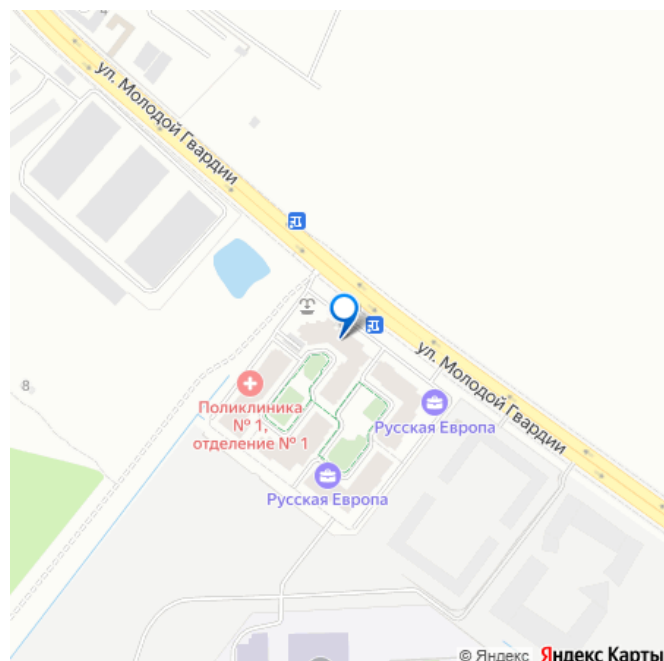 ул. Молодой Гвардии
ул. Молодой Гвардии
8
Поликлиника
№ 1,
отделение № 1
Русская Европа
Русская Европа
© Яндекс Яндекс Карты